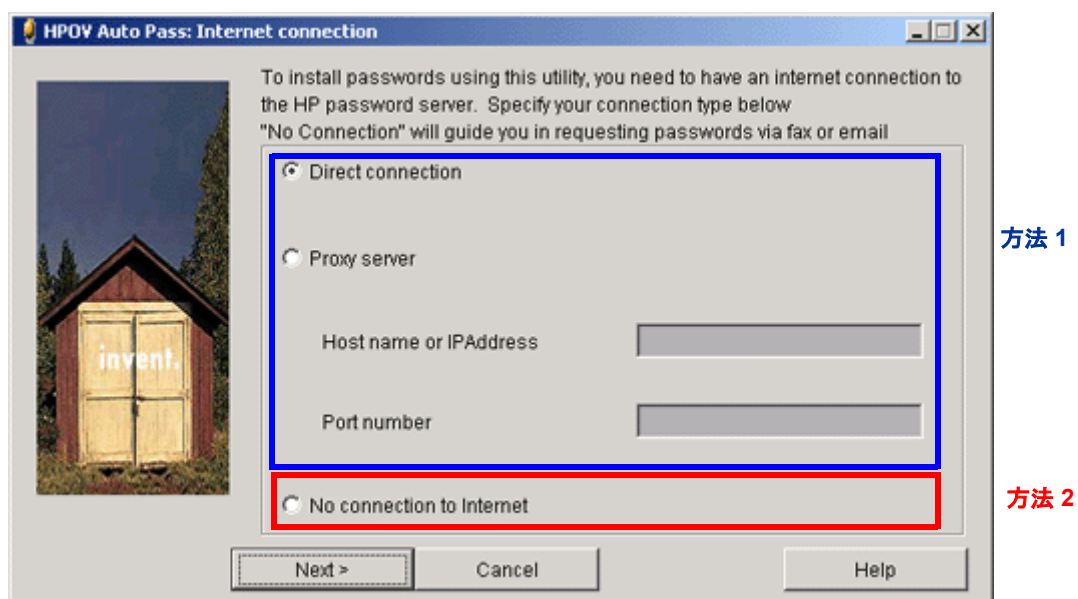 HPOV Auto Pass: Internet connection
To install passwords using this utility, you need to have an internet connection to
the HP password server. Specify your connection type below
"No Connection" will guide you in requesting passwords via fax or email
Direct connection
方法 1
Proxy server
Host name or IPAddress
invent.
Port number
No connection to Internet
方法 2
Next >
Cancel
Help